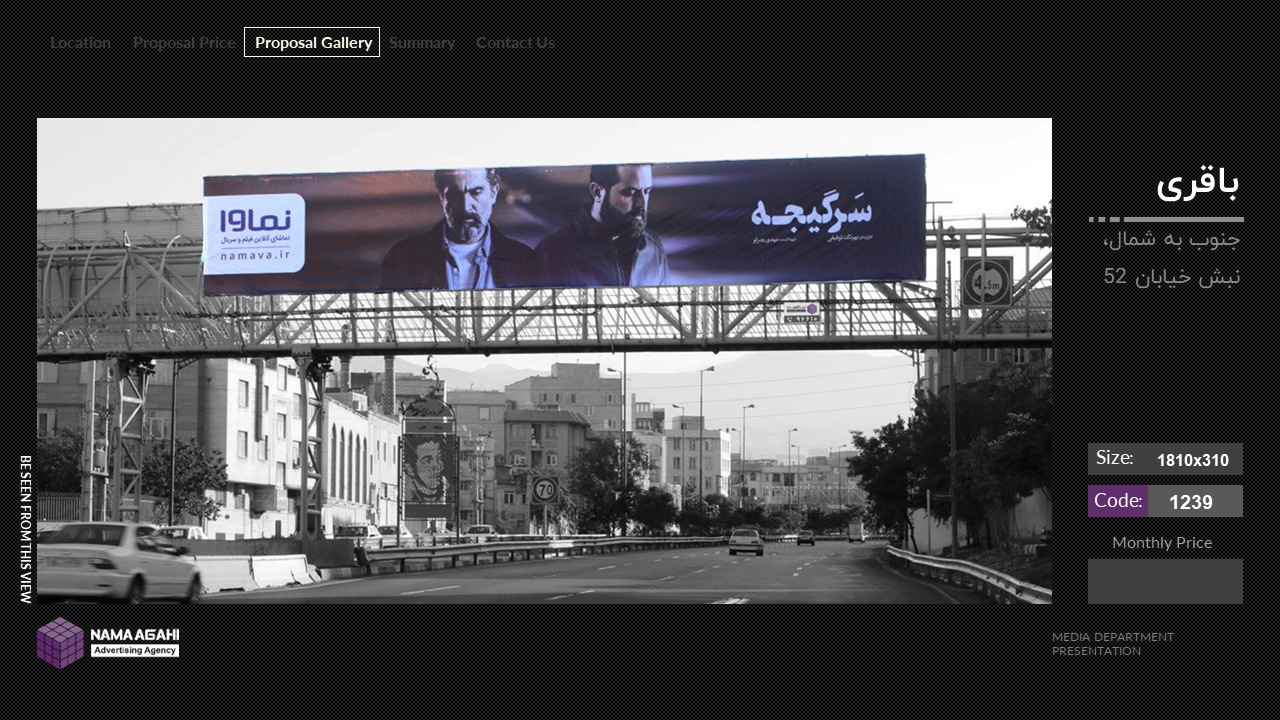 Location
Proposal Price
Proposal Gallery
Summary
Contact Us
باقری
جنوب به شمال،
نبش خیابان 52
نماوا
تماشای آنلاین فیلم و سریال
namava.ir
سَرگیجـه
4.5m
70
Size: 1810x310
Code: 1239
Monthly Price
BE SEEN FROM THIS VIEW
NAMA AGAHI
Advertising Agency
MEDIA DEPARTMENT
PRESENTATION